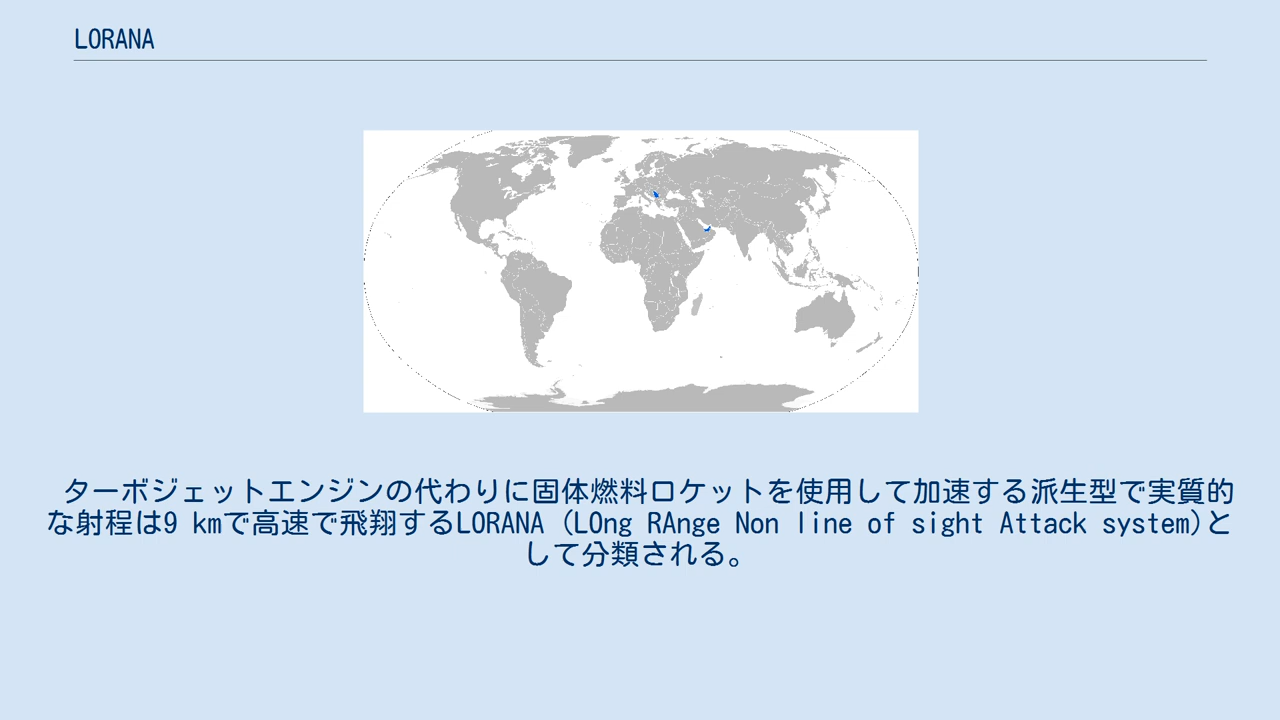 LORANA
ターボジェットエンジンの代わりに固体燃料ロケットを使用して加速する派生型で実質的
な射程は9 kmで高速で飛翔するLORANA (LOng RAnge Non line of sight Attack system)と
して分類される。